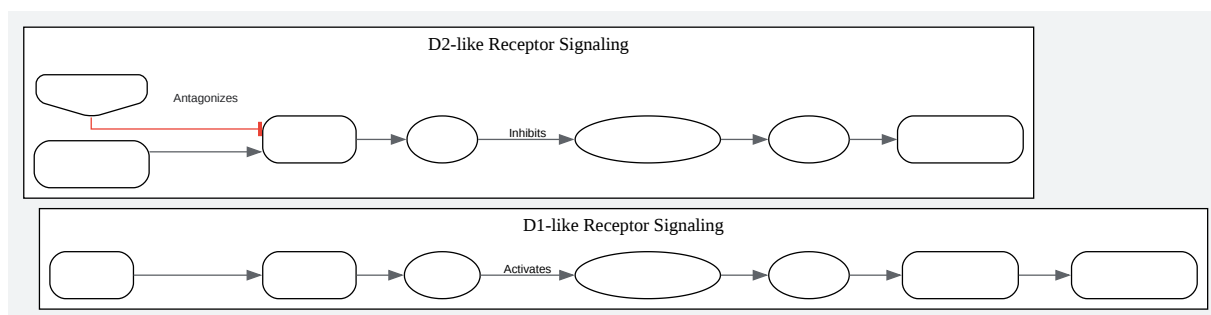 D2-like Receptor Signaling
Antagonizes
Inhibits
D1-like Receptor Signaling
Activates